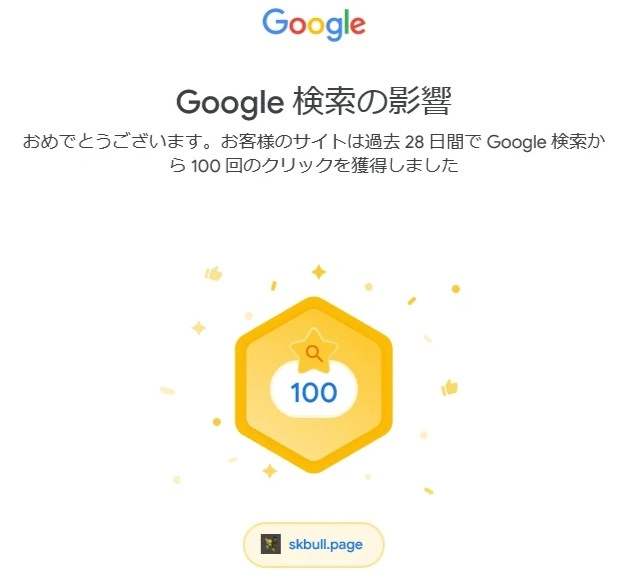 Google
Google 検索の影響
おめでとうございます。お客様のサイトは過去 28 日間で Google 検索か
ら 100 回のクリックを獲得しました
100
skbull.page